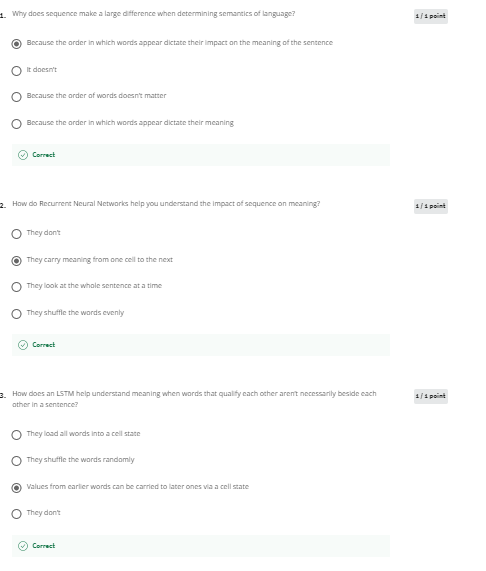 1. Why does sequence make a large difference when determining semantics of language?
1 / 1 point
Because the order in which words appear dictate their impact on the meaning of the sentence
It doesn't
Because the order of words doesn't matter
Because the order in which words appear dictate their meaning
Correct
2. How do Recurrent Neural Networks help you understand the impact of sequence on meaning?
1 / 1 point
They don't
They carry meaning from one cell to the next
They look at the whole sentence at a time
They shuffle the words evenly
Correct
3. How does an LSTM help understand meaning when words that qualify each other aren't necessarily beside each
other in a sentence?
1 / 1 point
They load all words into a cell state
They shuffle the words randomly
Values from earlier words can be carried to later ones via a cell state
They don't
Correct